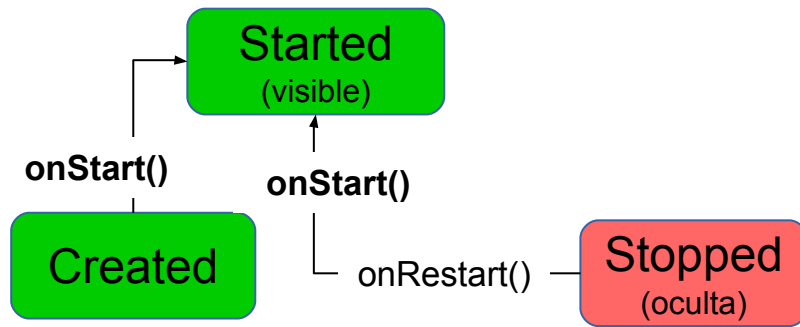 Started
(visible)
onStart()
onStart()
Created
onRestart()
Stopped
(oculta)